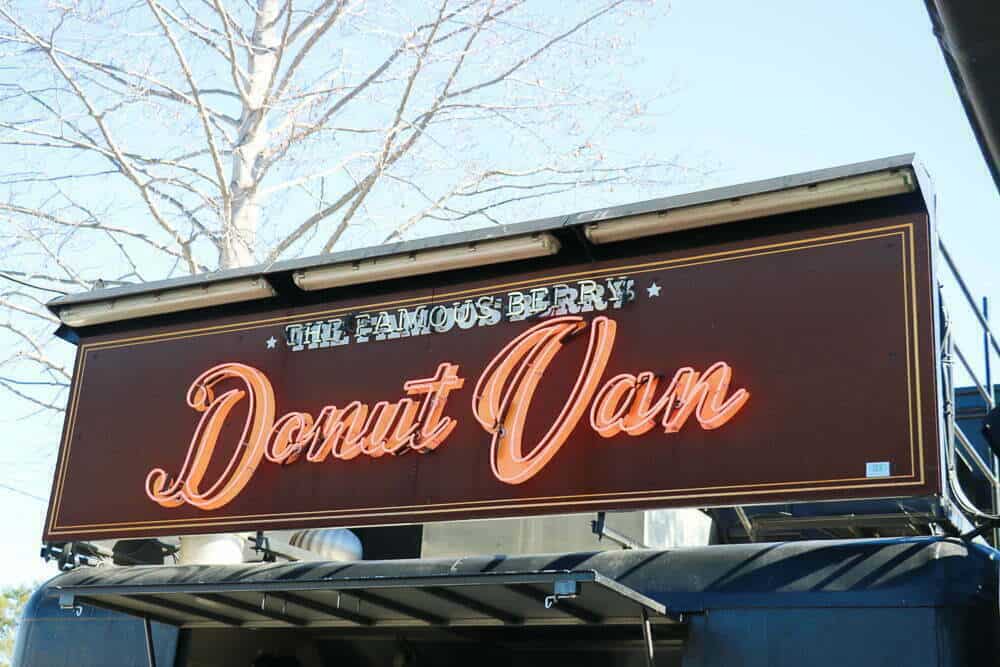 THE FAMOUS BERRY
Donut Van